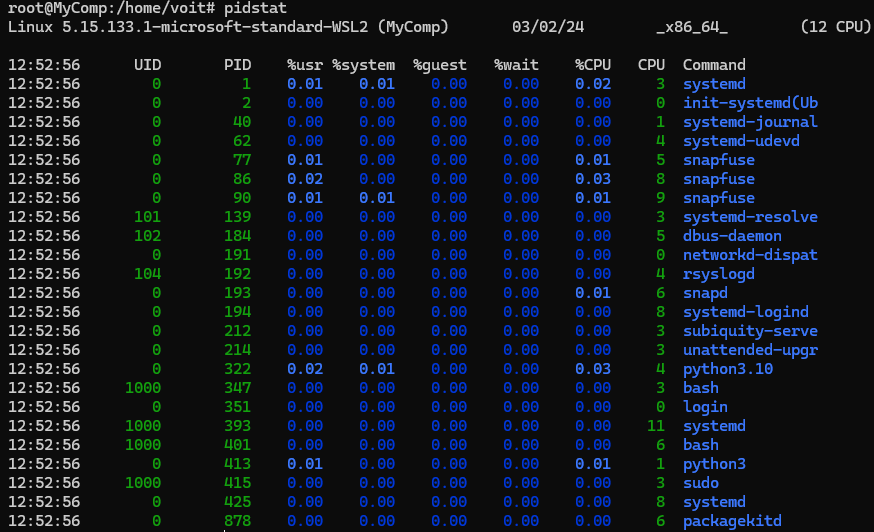 root@MyComp:/home/voit# pidstat
Linux 5.15.133.1-microsoft-standard-WSL2 (MyComp) 03/02/24 _x86_64_ (12 CPU)
12:52:56 UID PID %usr %system %guest %wait %CPU CPU Command
12:52:56 0 1 0.01 0.01 0.00 0.00 0.02 3 systemd
12:52:56 0 2 0.00 0.00 0.00 0.00 0.00 0 init-systemd(Ub
12:52:56 0 40 0.00 0.00 0.00 0.00 0.00 1 systemd-journal
12:52:56 0 62 0.00 0.00 0.00 0.00 0.00 4 systemd-udevd
12:52:56 0 77 0.01 0.00 0.00 0.00 0.01 5 snapfuse
12:52:56 0 86 0.02 0.00 0.00 0.00 0.03 8 snapfuse
12:52:56 0 90 0.01 0.01 0.00 0.00 0.01 9 snapfuse
12:52:56 101 139 0.00 0.00 0.00 0.00 0.00 3 systemd-resolve
12:52:56 102 184 0.00 0.00 0.00 0.00 0.00 5 dbus-daemon
12:52:56 0 191 0.00 0.00 0.00 0.00 0.00 0 networkd-dispat
12:52:56 104 192 0.00 0.00 0.00 0.00 0.00 4 rsyslogd
12:52:56 0 193 0.00 0.00 0.00 0.00 0.01 6 snapd
12:52:56 0 194 0.00 0.00 0.00 0.00 0.00 8 systemd-logind
12:52:56 0 212 0.00 0.00 0.00 0.00 0.00 3 subiquity-serve
12:52:56 0 214 0.00 0.00 0.00 0.00 0.00 3 unattended-upgr
12:52:56 0 322 0.02 0.01 0.00 0.00 0.03 4 python3.10
12:52:56 1000 347 0.00 0.00 0.00 0.00 0.00 3 bash
12:52:56 0 351 0.00 0.00 0.00 0.00 0.00 0 login
12:52:56 1000 393 0.00 0.00 0.00 0.00 0.00 11 systemd
12:52:56 1000 401 0.00 0.00 0.00 0.00 0.00 6 bash
12:52:56 0 413 0.01 0.00 0.00 0.00 0.01 1 python3
12:52:56 1000 415 0.00 0.00 0.00 0.00 0.00 3 sudo
12:52:56 0 425 0.00 0.00 0.00 0.00 0.00 8 systemd
12:52:56 0 878 0.00 0.00 0.00 0.00 0.00 6 packagekitd